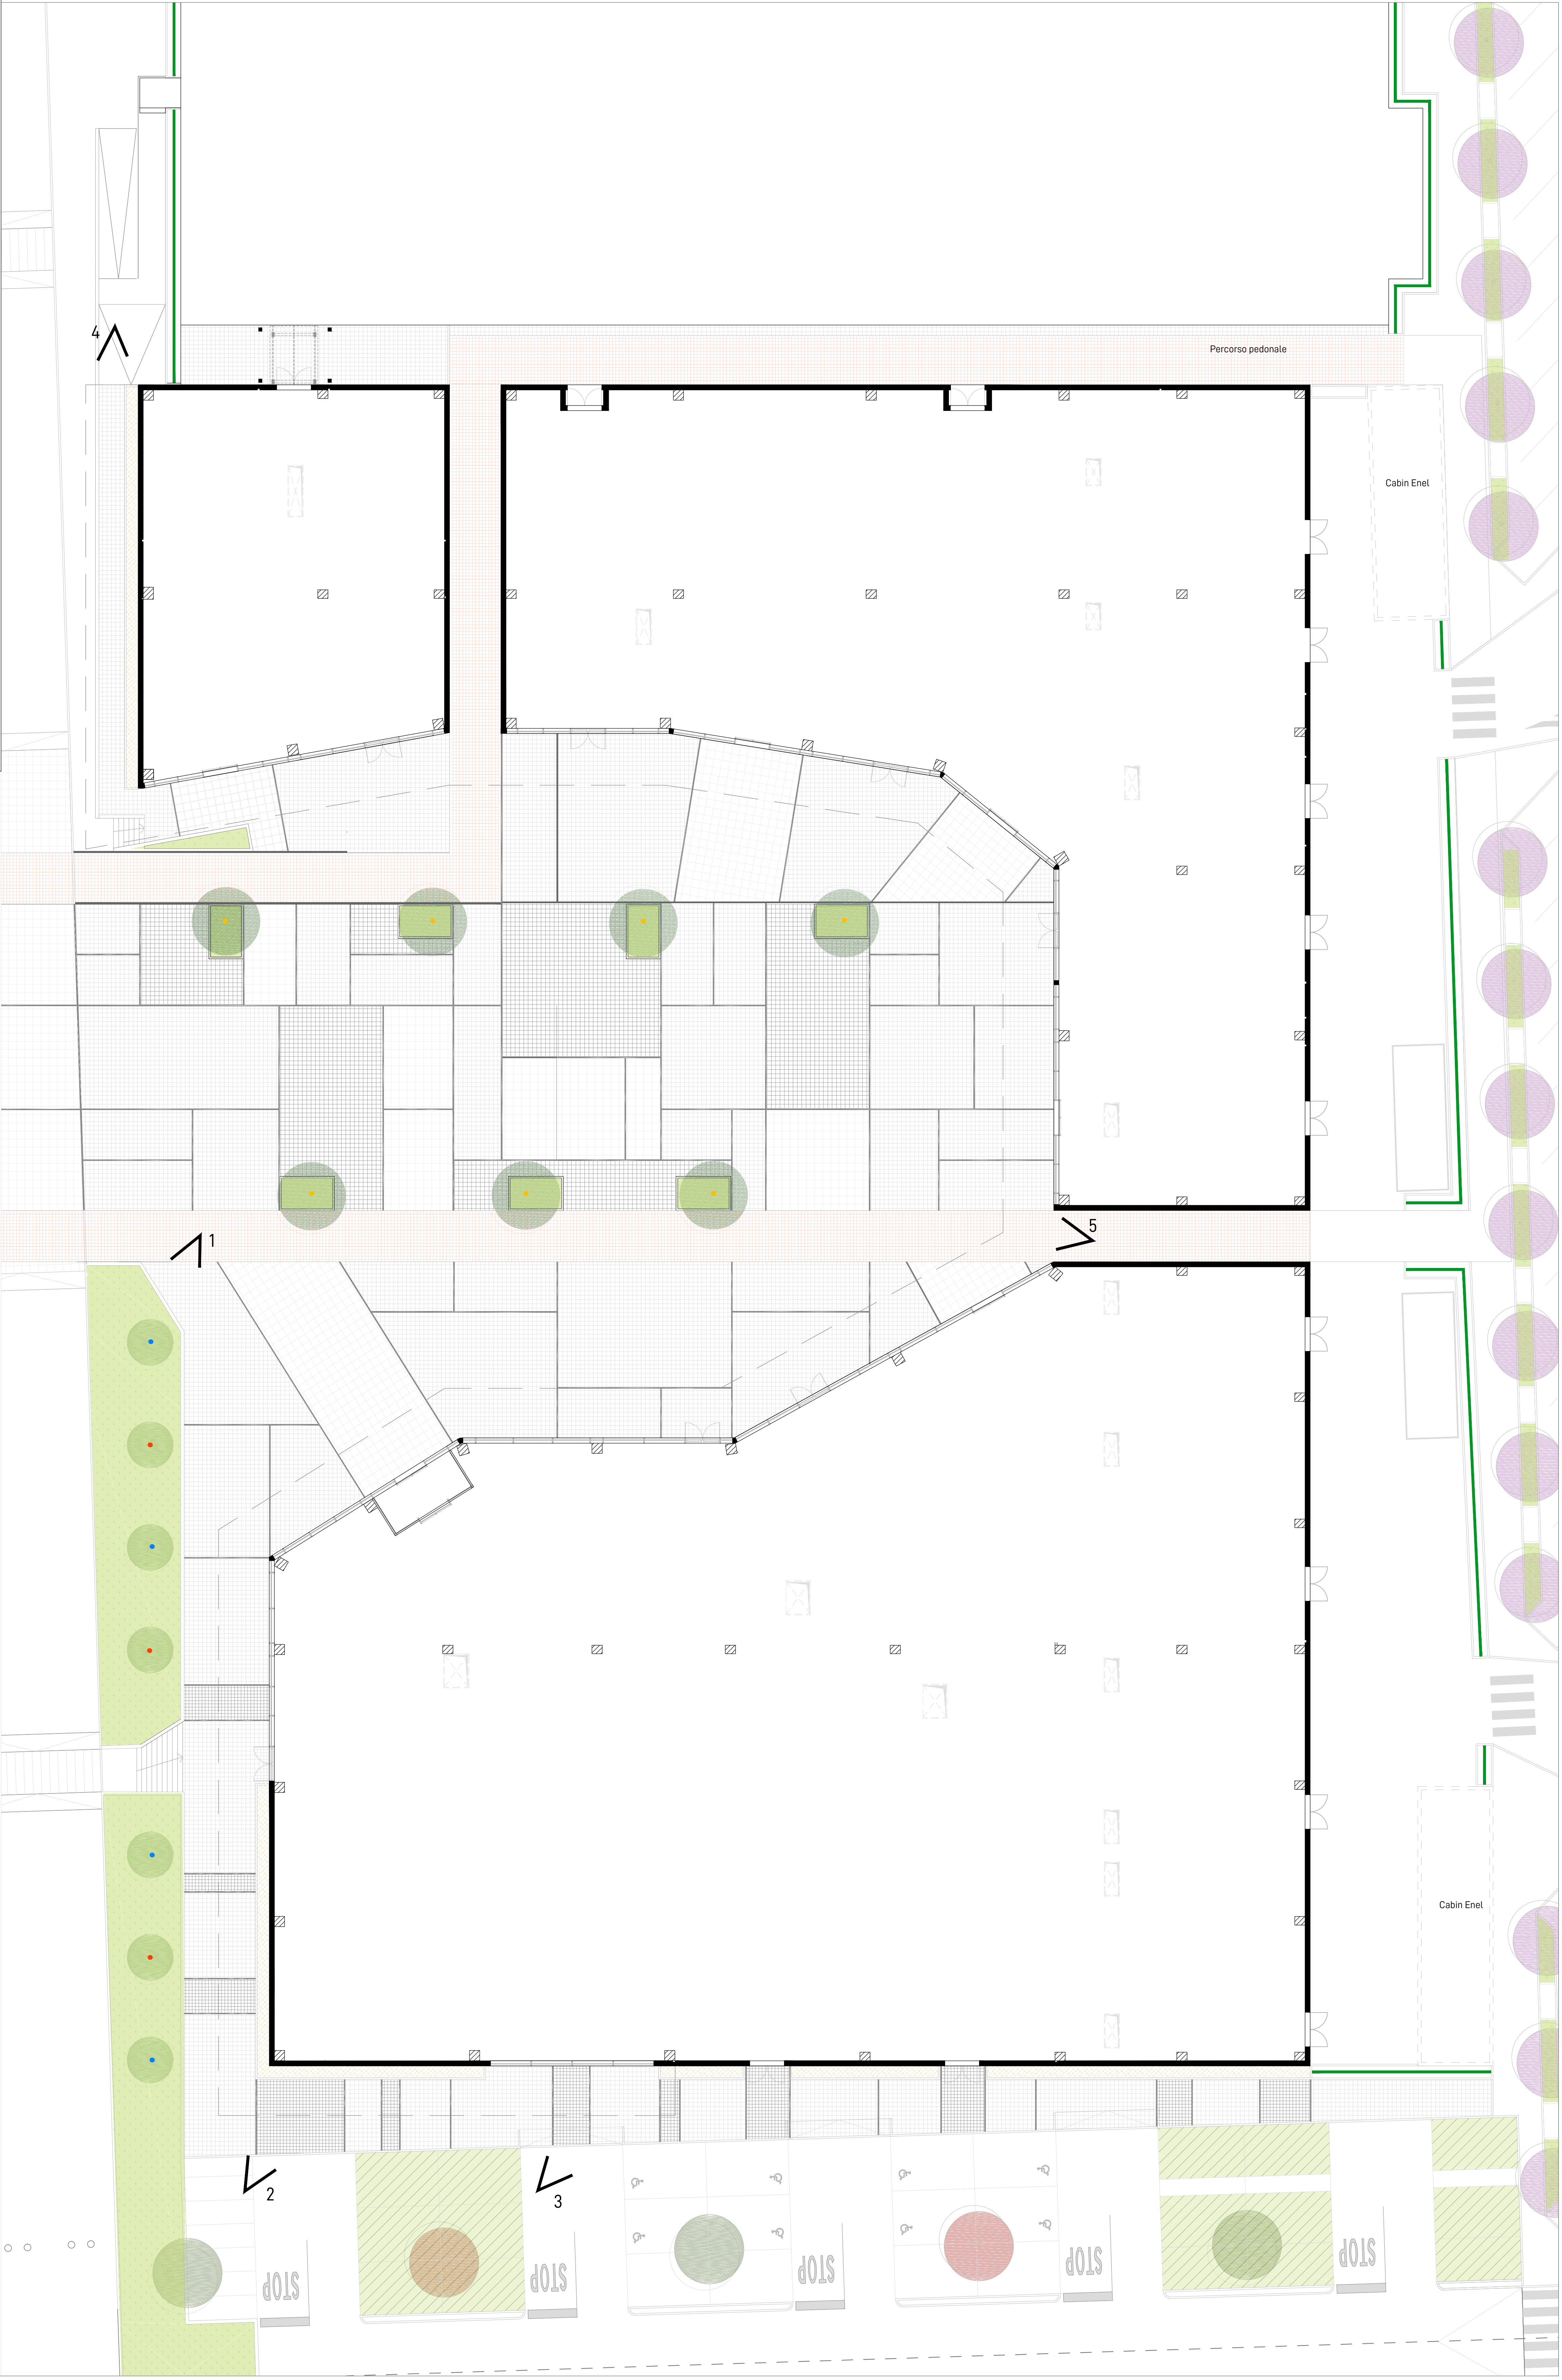 4
Percorso pedonale
Cabin Enel
1
5
Cabin Enel
2
3
STOP
STOP
STOP
STOP
STOP